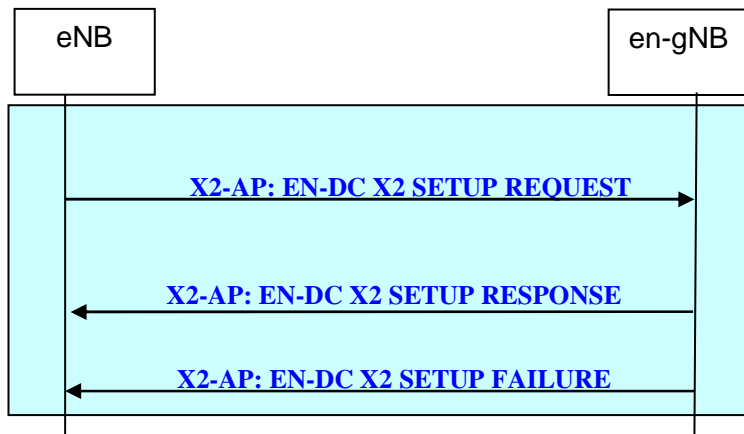 eNB
en-gNB
X2-AP: EN-DC X2 SETUP REQUEST
X2-AP: EN-DC X2 SETUP RESPONSE
X2-AP: EN-DC X2 SETUP FAILURE